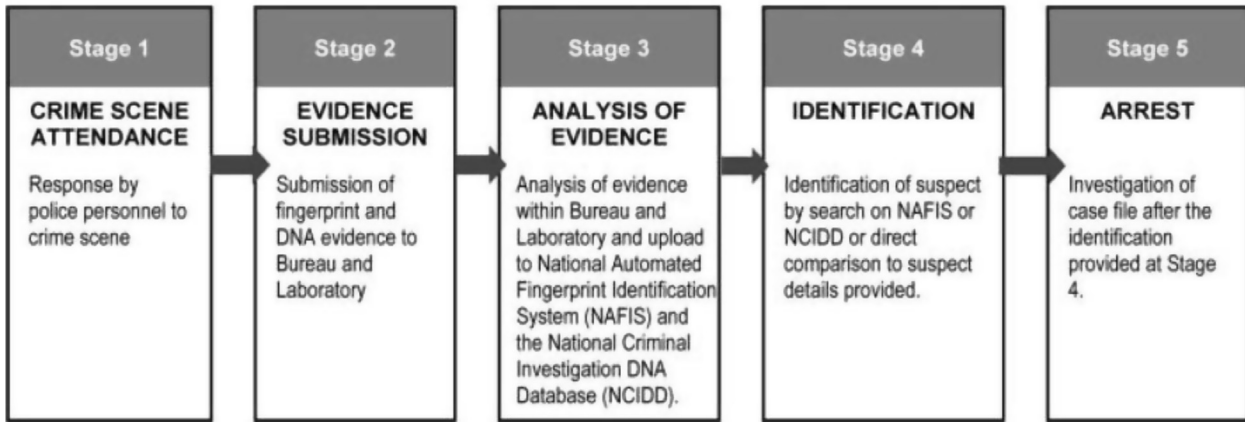 Stage 1
CRIME SCENE
ATTENDANCE
Response by
police personnel to
crime scene
Stage 2
EVIDENCE
SUBMISSION
Submission of
fingerprint and
DNA evidence to
Bureau and
Laboratory
Stage 3
ANALYSIS OF
EVIDENCE
Analysis of evidence
within Bureau and
Laboratory and upload
to National Automated
Fingerprint Identification
System (NAFIS) and
the National Criminal
Investigation DNA
Database (NCIDD).
Stage 4
IDENTIFICATION
Identification of suspect
by search on NAFIS or
NCIDD or direct
comparison to suspect
details provided.
Stage 5
ARREST
Investigation of
case file after the
identification
provided at Stage
4.